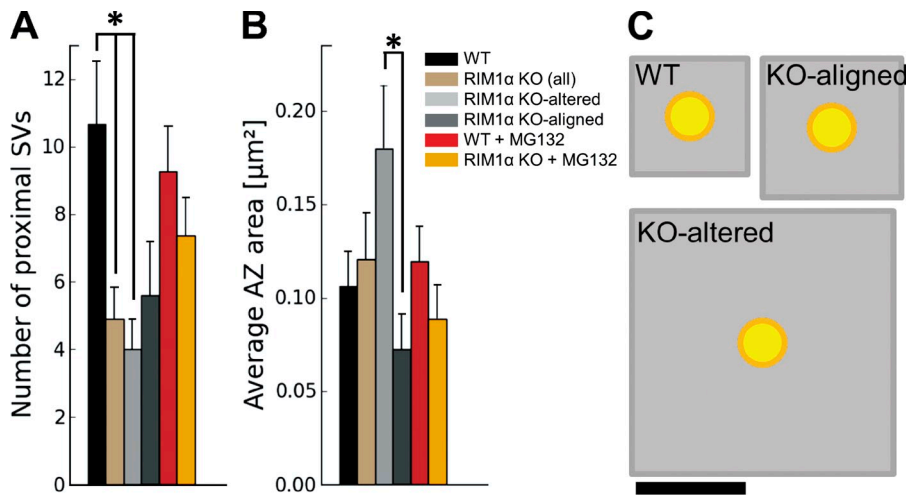 A
Number of proximal SVs
12
10
8
6
4
2
0
*
B
Average AZ area [μm²]
0.20
0.15
0.10
0.05
0.00
*
WT
RIM1α KO (all)
RIM1α KO-altered
RIM1α KO-aligned
WT + MG132
RIM1α KO + MG132
C
WT
KO-aligned
KO-altered